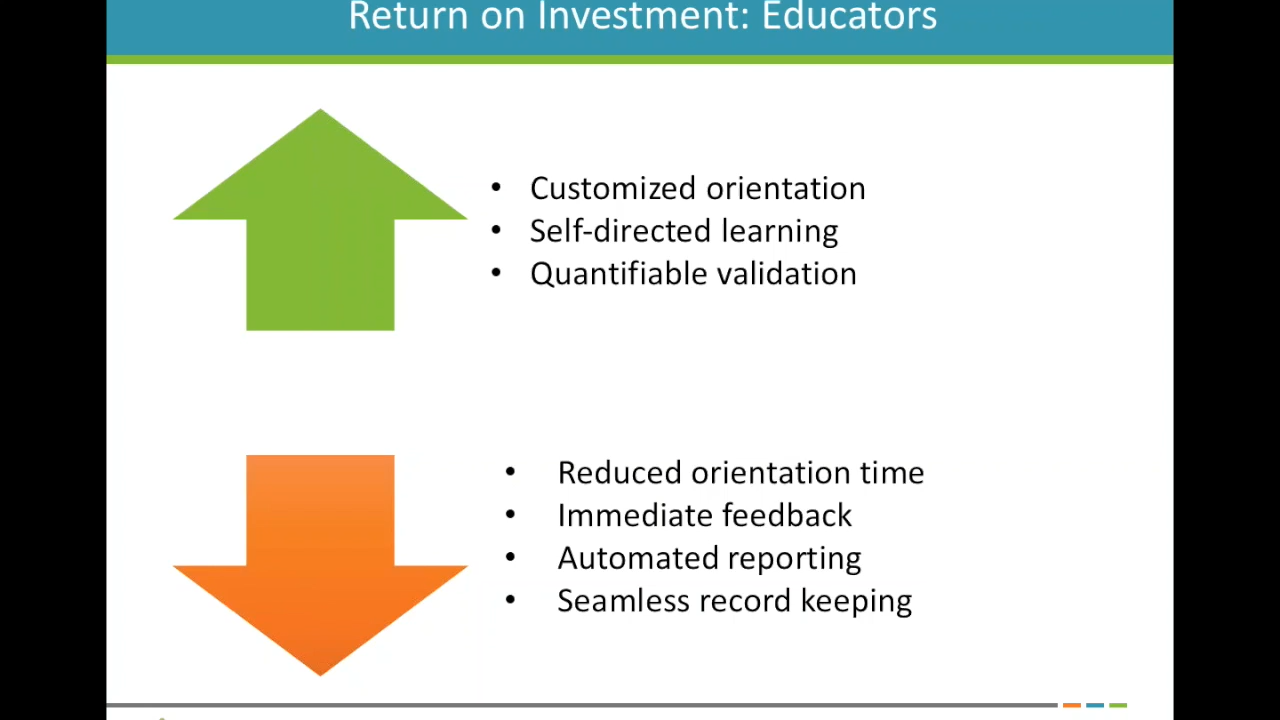 Return on Investment: Educators
• Customized orientation
• Self-directed learning
• Quantifiable validation
• Reduced orientation time
• Immediate feedback
• Automated reporting
• Seamless record keeping